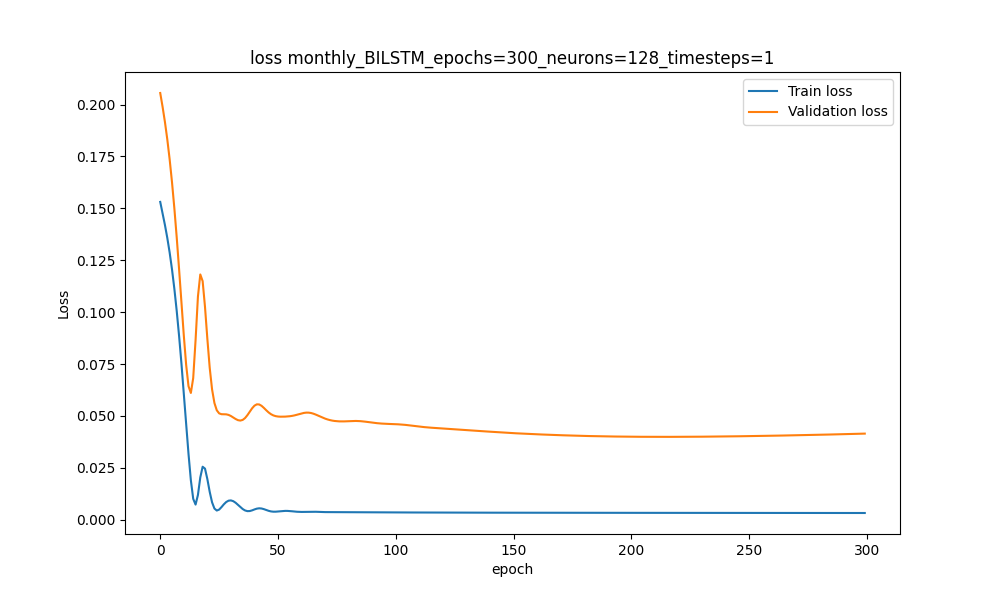 loss monthly_BILSTM_epochs=300_neurons=128_timesteps=1
Train loss
Validation loss
0.200
0.175
0.150
0.125
0.100
0.075
0.050
0.025
0.000
Loss
0 50 100 150 200 250 300
epoch